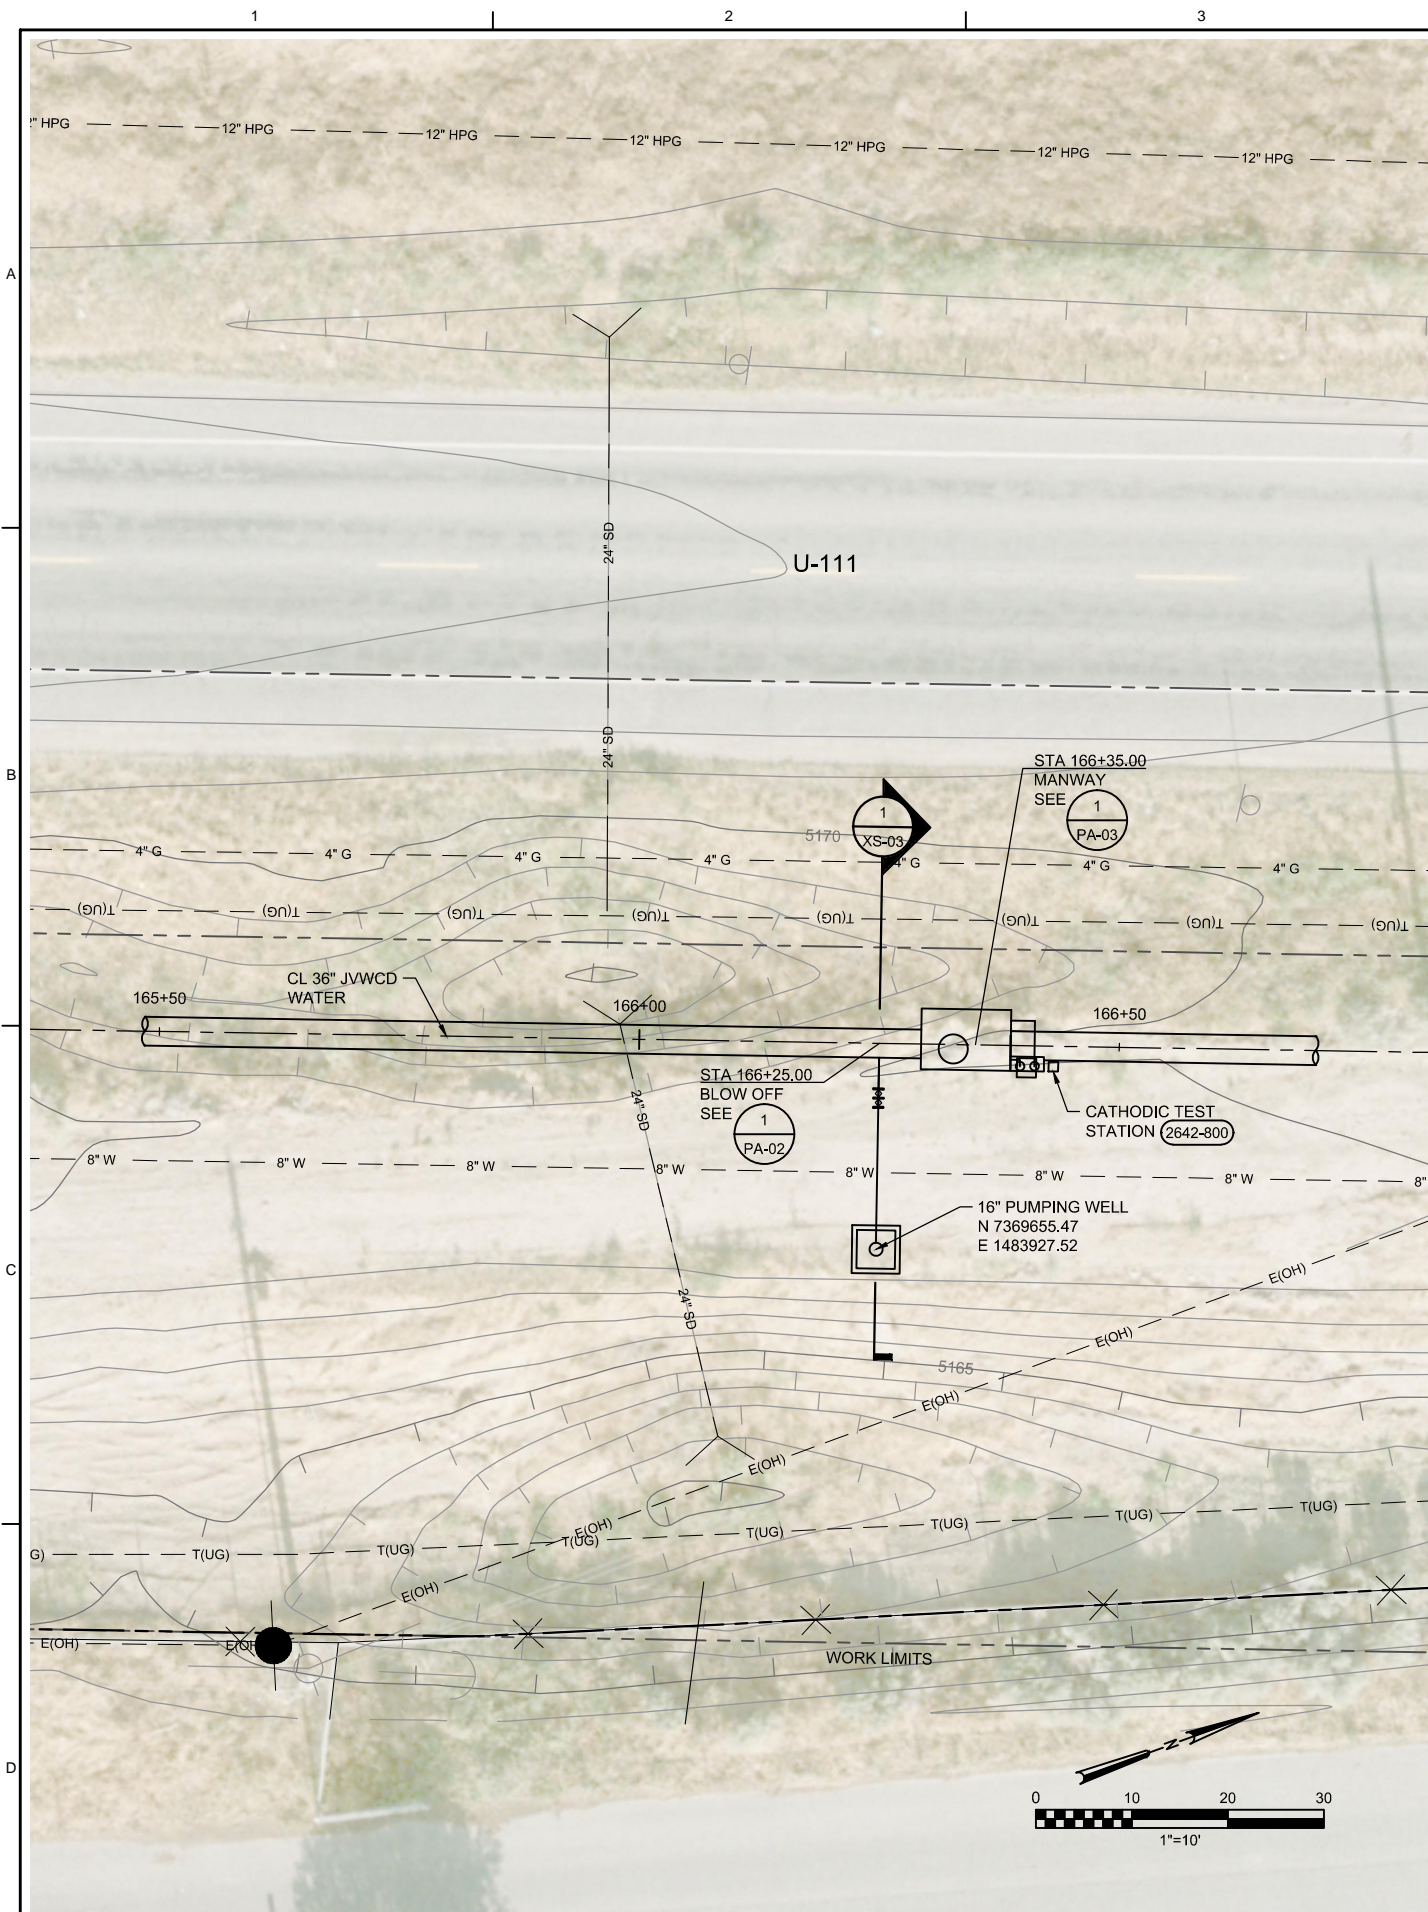 1
2
3
2" HPG
12" HPG
12" HPG
12" HPG
12" HPG
12" HPG
12" HPG
A
24" SD
U-111
24" SD
B
STA 166+35.00
MANWAY
SEE
1
PA-03
1
XS-03
5170
4" G
4" G
4" G
4" G
4" G
4" G
4" G
T(UG)
T(UG)
T(UG)
T(UG)
T(UG)
T(UG)
T(UG)
T(UG)
CL 36" JVWCD
WATER
165+50
166+00
166+50
STA 166+25.00
BLOW OFF
SEE
1
PA-02
24" SD
CATHODIC TEST
STATION 2642-800
8" W
8" W
8" W
8" W
8" W
8" W
8" W
8"
16" PUMPING WELL
N 7369655.47
E 1483927.52
C
24" SD
E(OH)
E(OH)
5165
E(OH)
E(OH)
E(OH)
E(OH)
G)
T(UG)
T(UG)
T(UG)
T(UG)
T(UG)
T(UG)
T(UG)
E(OH)
E(OH
WORK LIMITS
N
D
0 10 20 30
1"=10'